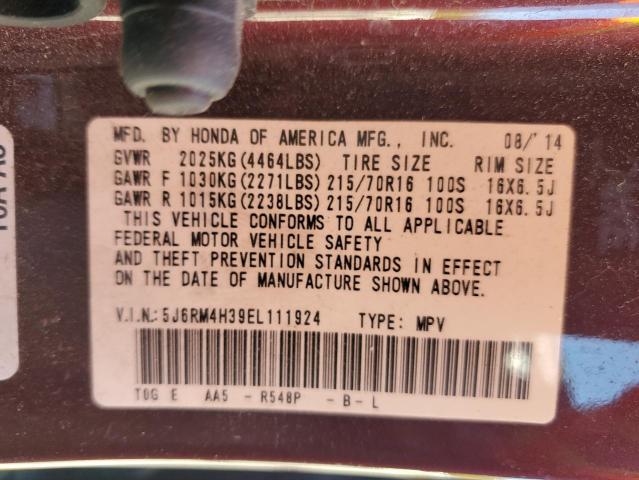 MFD. BY HONDA OF AMERICA MFG., INC. 08/'14
GVWR 2025KG(4464LBS) TIRE SIZE RIM SIZE
GAWR F 1030KG(2271LBS) 215/70R16 100S 16X6.5J
GAWR R 1015KG(2238LBS) 215/70R16 100S 16X6.5J
THIS VEHICLE CONFORMS TO ALL APPLICABLE
FEDERAL MOTOR VEHICLE SAFETY
AND THEFT PREVENTION STANDARDS IN EFFECT
ON THE DATE OF MANUFACTURE SHOWN ABOVE.
V.I.N.: 5J6RM4H39EL111924 TYPE: MPV
T0G E AA5 - R548P - B - L